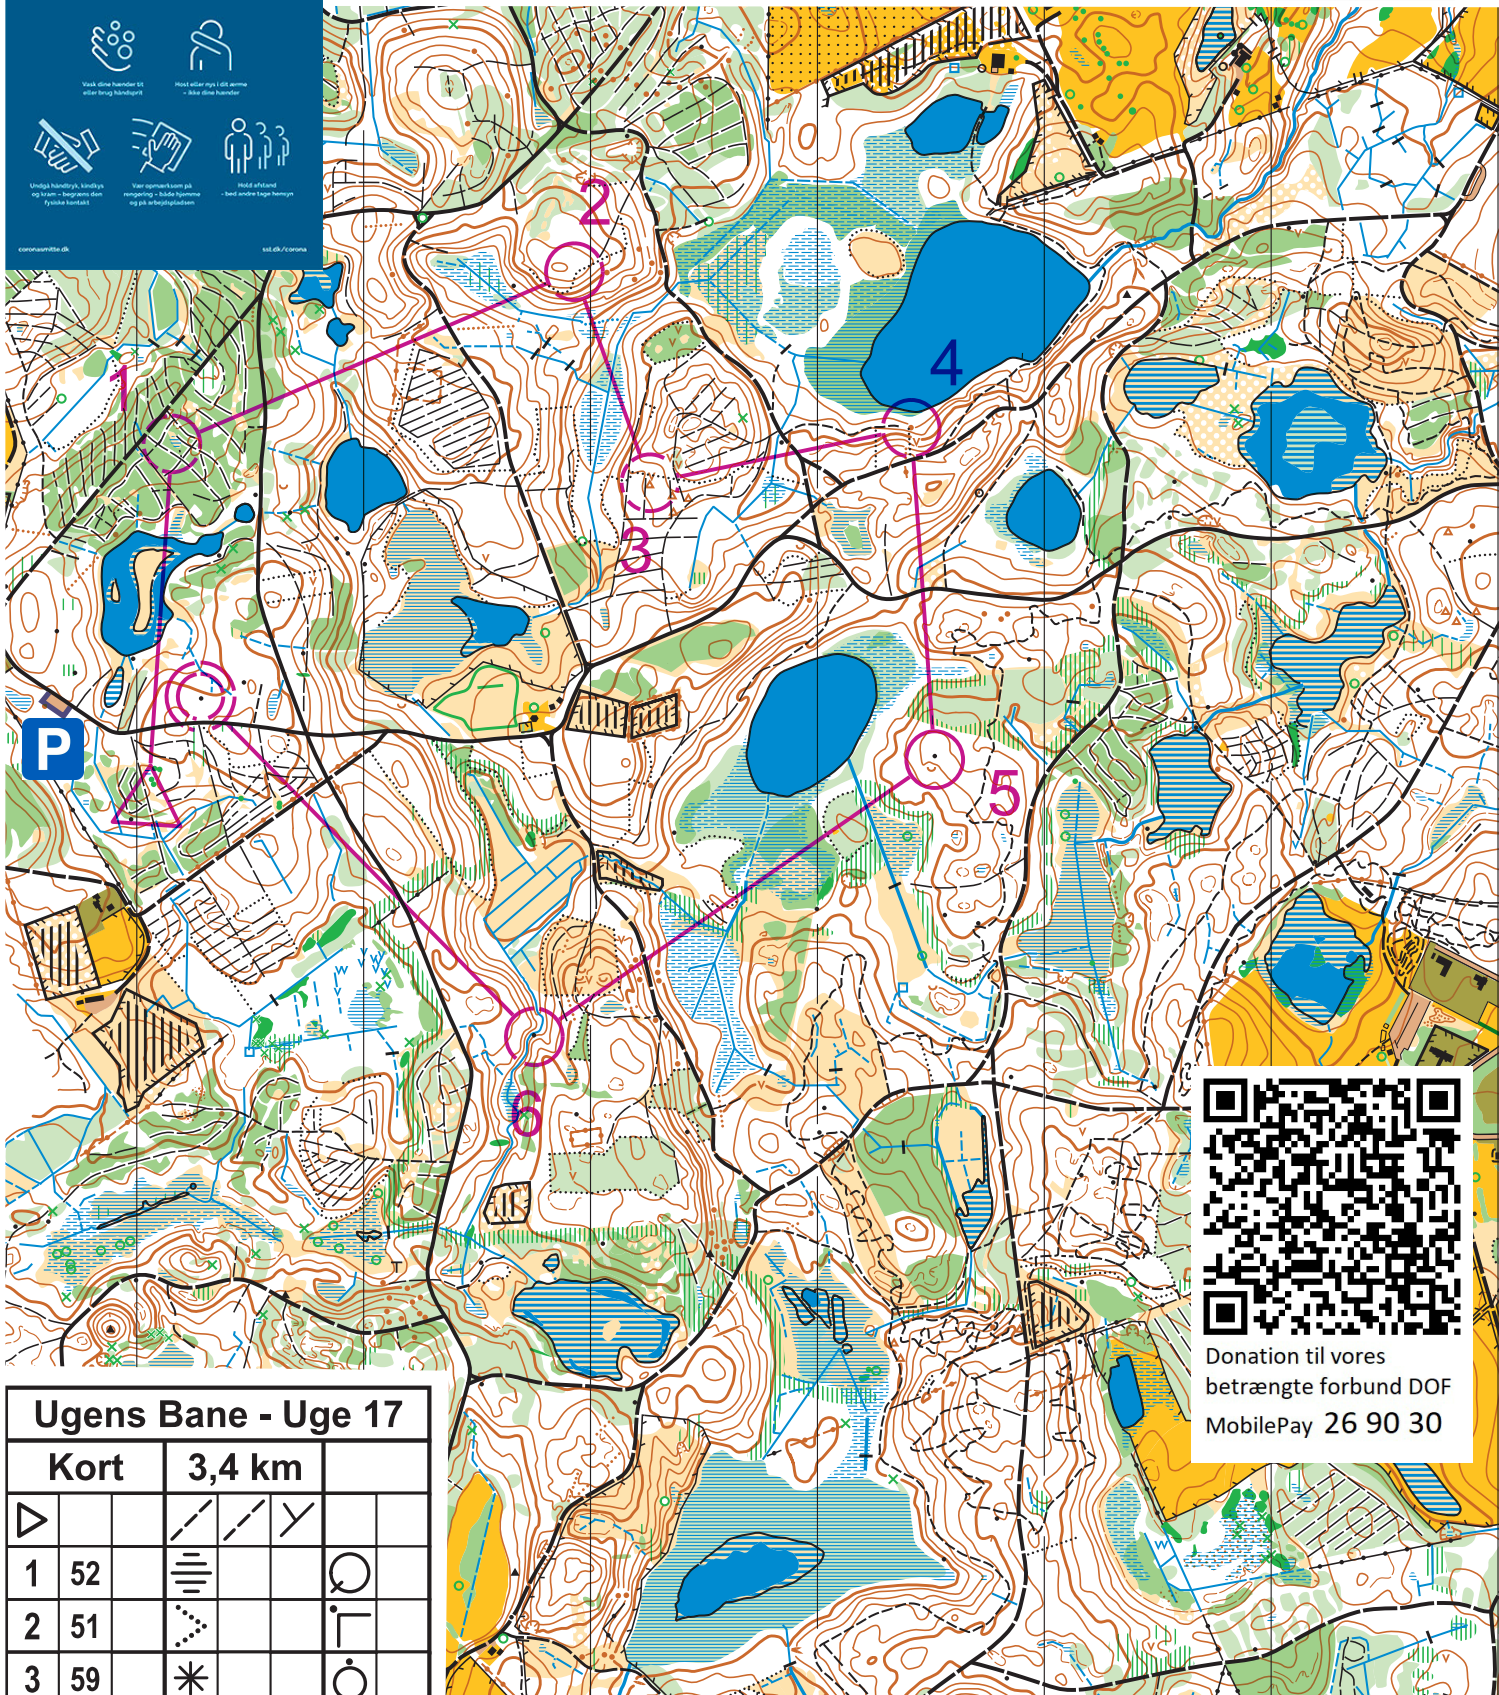 Vask dine hænder tit
eller brug håndsprit
Host eller nys i dit ærme
– ikke dine hænder
Undgå håndtryk, kindkys
og kram – begræns den
fysiske kontakt
Vær opmærksom på
rengøring – både hjemme
og på arbejdspladsen
Hold afstand
– bed andre tage hensyn
coronasmitte.dk
sst.dk/corona
2
1
4
3
P
5
6
Donation til vores
betrængte forbund DOF
MobilePay 26 90 30
Ugens Bane - Uge 17
Kort 3,4 km
1 52
2 51
3 59